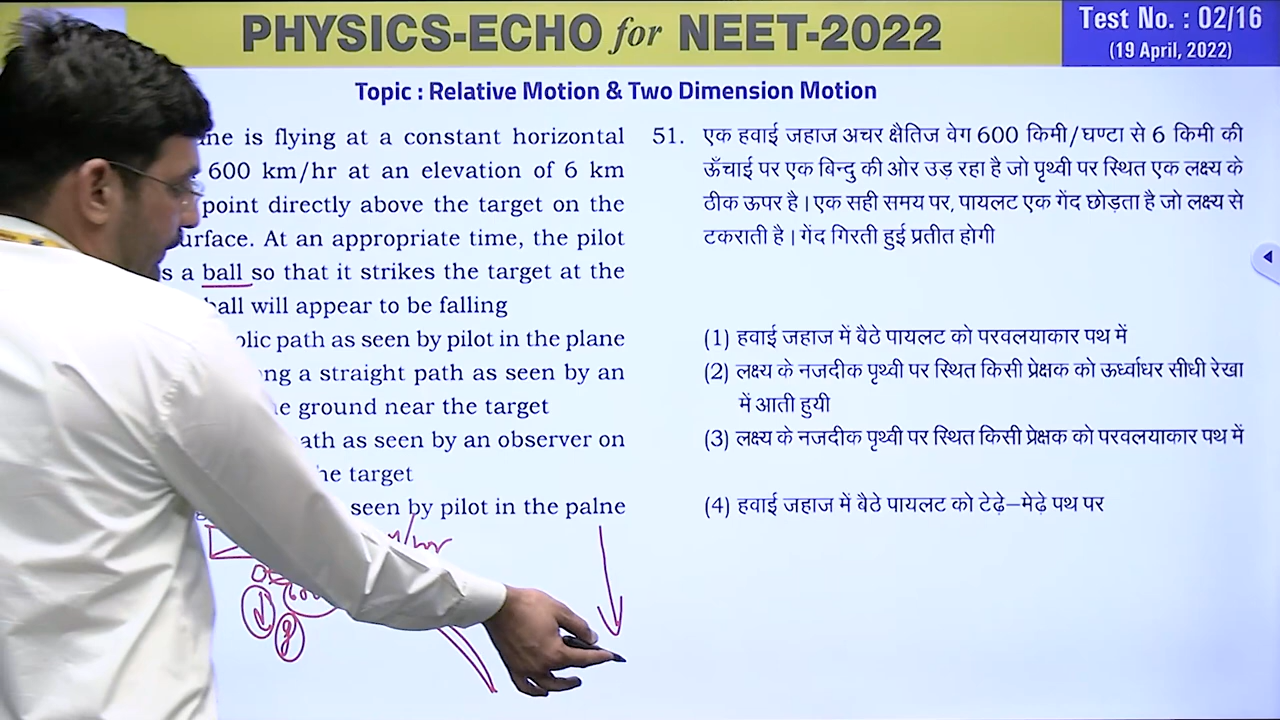 PHYSICS-ECHO for NEET-2022
Test No. : 02/16
(19 April, 2022)
Topic : Relative Motion & Two Dimension Motion
is flying at a constant horizontal
600 km/hr at an elevation of 6 km
point directly above the target on the
At an appropriate time, the pilot
a ball so that it strikes the target at the
ball will appear to be falling
path as seen by pilot in the plane
a straight path as seen by an
ground near the target
as seen by an observer on
the target
seen by pilot in the palne
51. एक हवाई जहाज अचर क्षैतिज वेग 600 किमी/घण्टा से 6 किमी की
ऊँचाई पर एक बिन्दु की ओर उड़ रहा है जो पृथ्वी पर स्थित एक लक्ष्य के
ठीक ऊपर है। एक सही समय पर, पायलट एक गेंद छोड़ता है जो लक्ष्य से
टकराती है। गेंद गिरती हुई प्रतीत होगी
(1) हवाई जहाज में बैठे पायलट को परवलयाकार पथ में
(2) लक्ष्य के नजदीक पृथ्वी पर स्थित किसी प्रेक्षक को ऊर्ध्वाधर सीधी रेखा
में आती हुयी
(3) लक्ष्य के नजदीक पृथ्वी पर स्थित किसी प्रेक्षक को परवलयाकार पथ में
(4) हवाई जहाज में बैठे पायलट को टेढ़े–मेढ़े पथ पर
g